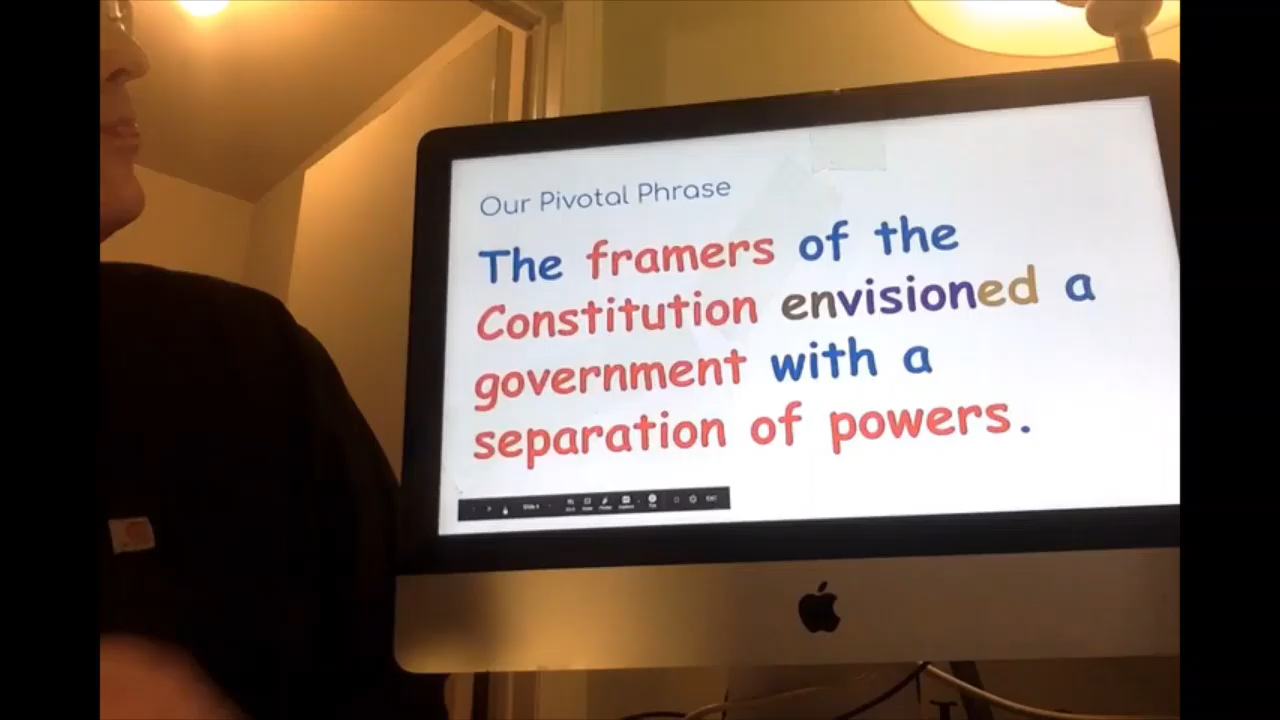 Our Pivotal Phrase
The framers of the
Constitution envisioned a
government with a
separation of powers.